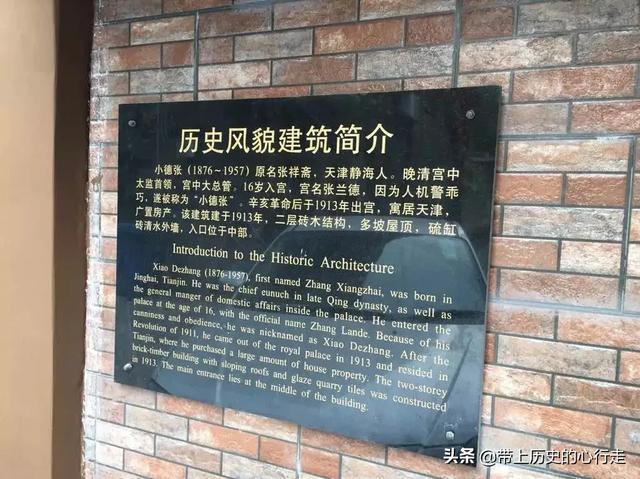 历史风貌建筑简介
小德张（1876～1957）原名张祥斋，天津静海人。晚清宫中
太监首领，宫中大总管。16岁入宫，宫名张兰德，因为人机警乖
巧，遂被称为“小德张”。辛亥革命后于1913年出宫，寓居天津，
广置房产。该建筑建于1913年，二层砖木结构，多坡屋顶，硫缸
砖清水外墙，入口位于中部。
Introduction to the Historic Architecture
Xiao Dezhang (1876-1957), first named Zhang Xiangzhai, was born in
Jinghai, Tianjin. He was the chief eunuch in late Qing dynasty, as well as
the general manger of domestic affairs inside the palace. He entered the
palace at the age of 16, with the official name Zhang Lande. Because of his
canniness and obedience, he was nicknamed as Xiao Dezhang. After the
Revolution of 1911, he came out of the royal palace in 1913 and resided in
Tianjin, where he purchased a large amount of house property. The two-storey
brick-timber building with sloping roofs and glaze quarry tiles was constructed
in 1913. The main entrance lies at the middle of the building.
头条 @带上历史的心行走